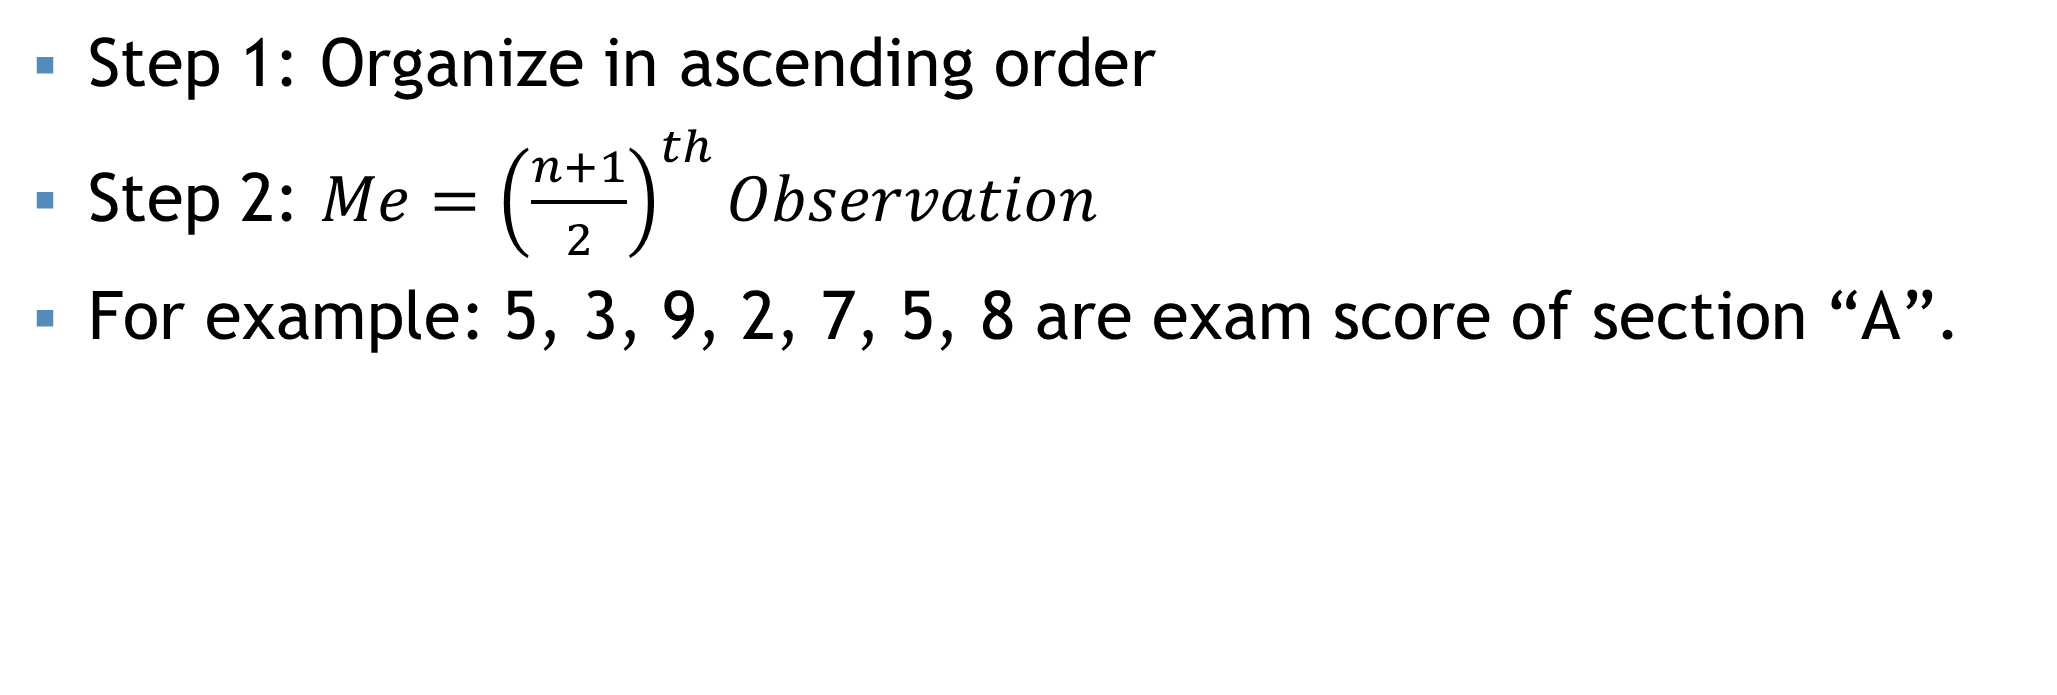 ▪ Step 1: Organize in ascending order
▪ Step 2: 𝑀𝑒 = ((𝑛+1)/2)^𝑡ℎ 𝑂𝑏𝑠𝑒𝑟𝑣𝑎𝑡𝑖𝑜𝑛
▪ For example: 5, 3, 9, 2, 7, 5, 8 are exam score of section “A”.